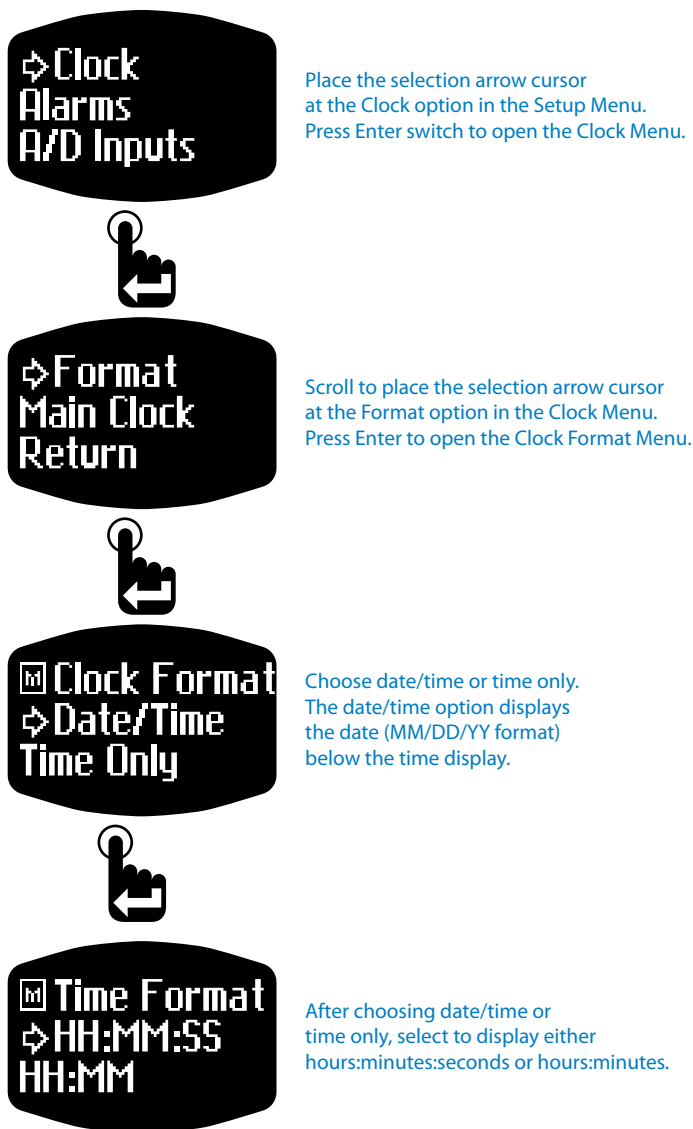 Clock
Alarms
A/D Inputs
Place the selection arrow cursor
at the Clock option in the Setup Menu.
Press Enter switch to open the Clock Menu.
Format
Main Clock
Return
Scroll to place the selection arrow cursor
at the Format option in the Clock Menu.
Press Enter to open the Clock Format Menu.
M Clock Format
Date/Time
Time Only
Choose date/time or time only.
The date/time option displays
the date (MM/DD/YY format)
below the time display.
M Time Format
HH:MM:SS
HH:MM
After choosing date/time or
time only, select to display either
hours:minutes:seconds or hours:minutes.